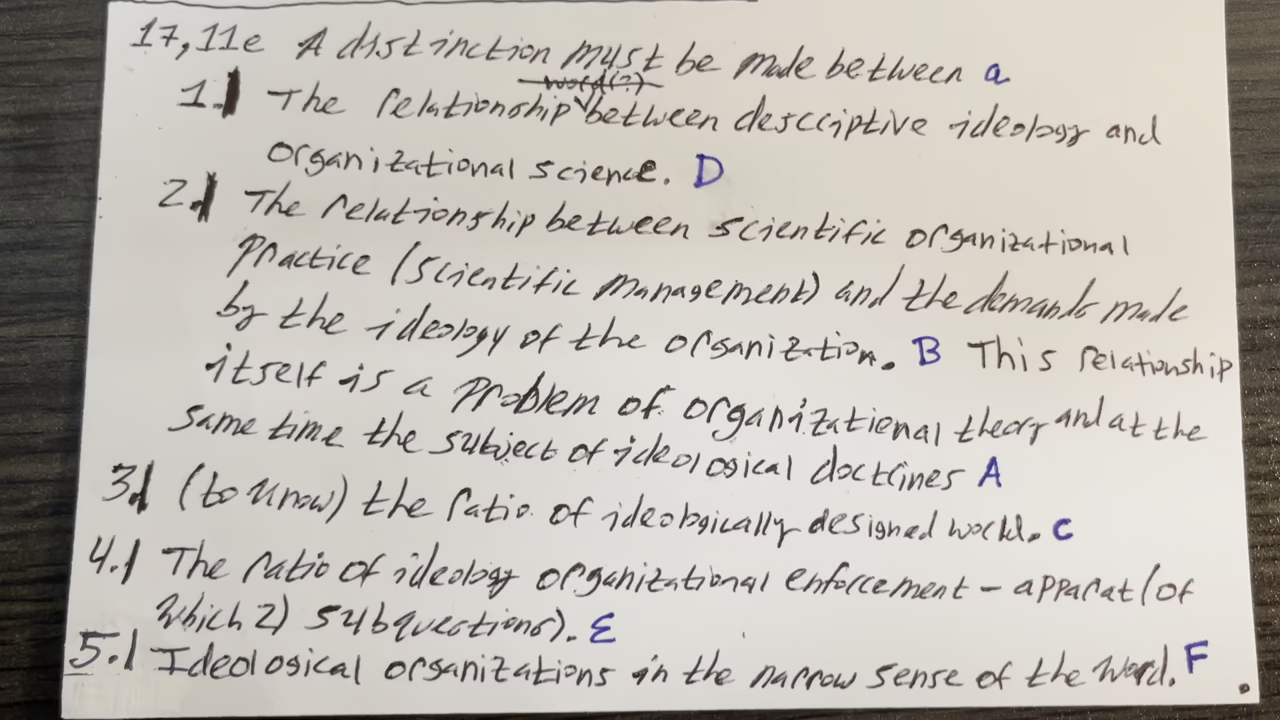 17,11e A distinction must be made between a
word(?)
1.) The relationship between descriptive ideology and
organizational science. D
2.) The relationship between scientific organizational
practice (scientific management) and the demands made
by the ideology of the organization. B This relationship
itself is a problem of organizational theory and at the
same time the subject of ideological doctrines A
3.) (to know) the ratio of ideologically designed world. C
4.) The ratio of ideology organizational enforcement - apparat (of
which 2) subquestions). E
5.) Ideological organizations in the narrow sense of the word. F